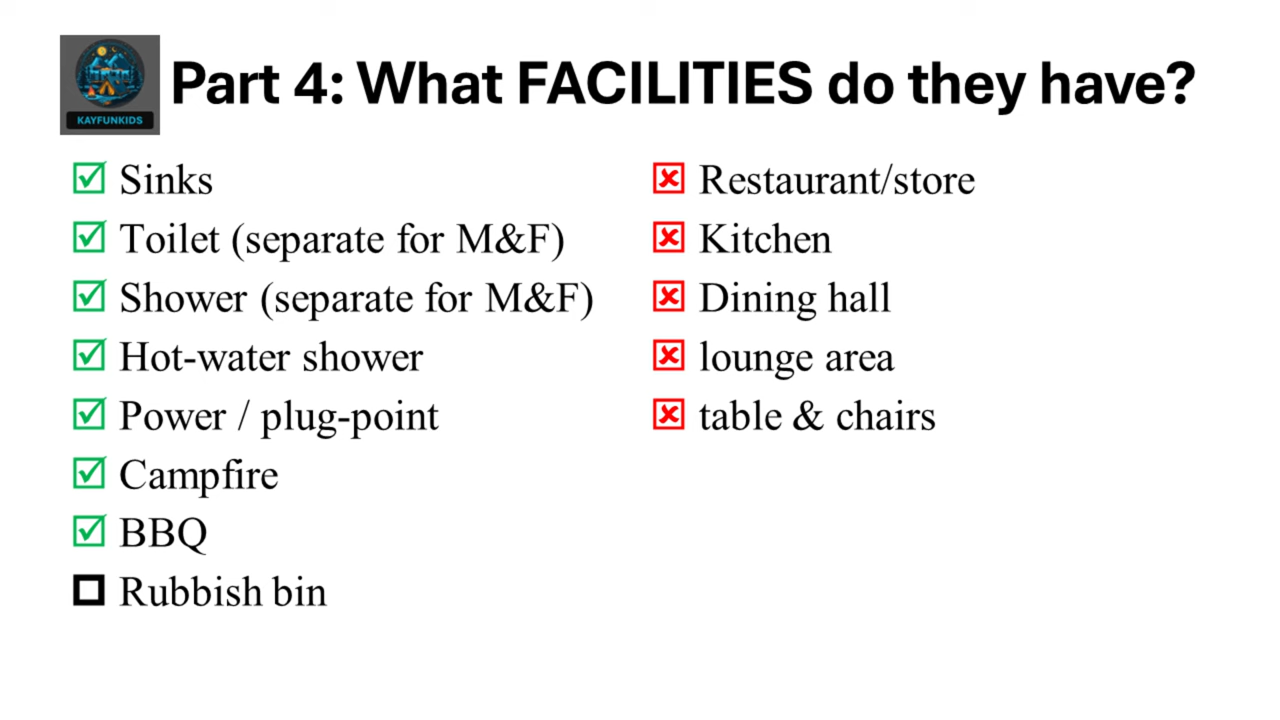 KAYFUNKIDS
Part 4: What FACILITIES do they have?
Sinks
Toilet (separate for M&F)
Shower (separate for M&F)
Hot-water shower
Power / plug-point
Campfire
BBQ
Rubbish bin
Restaurant/store
Kitchen
Dining hall
lounge area
table & chairs